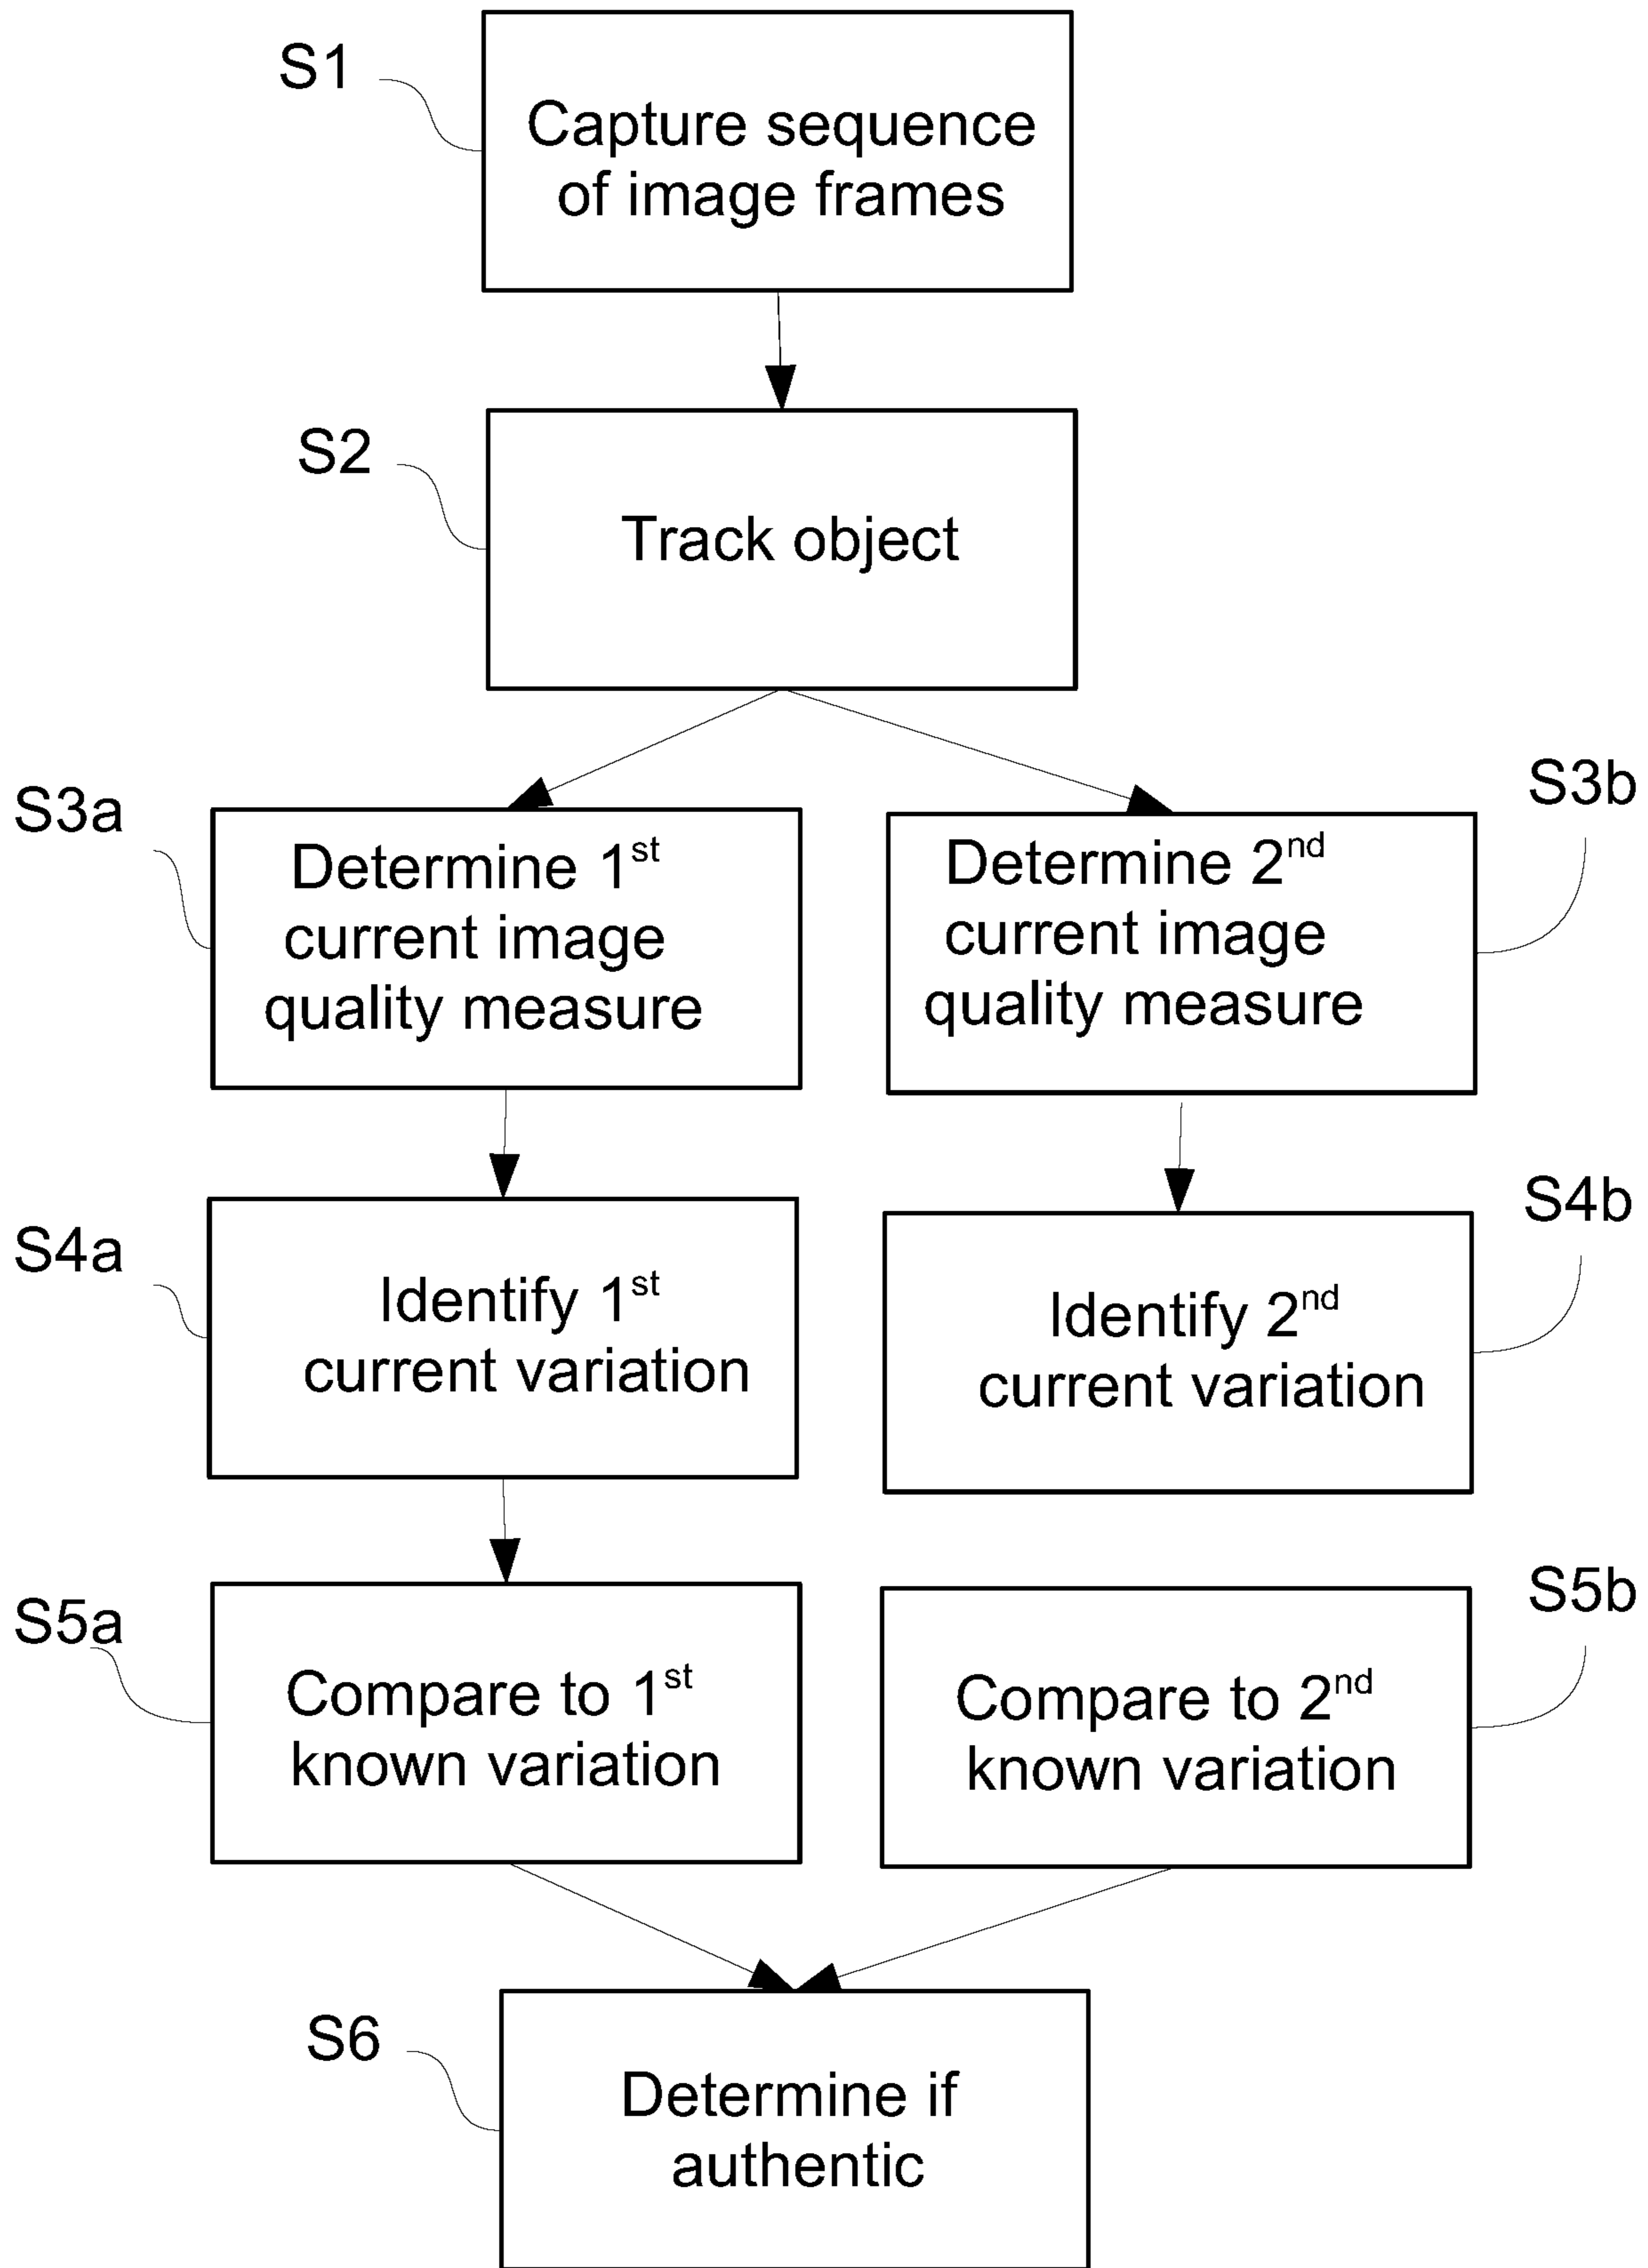 S1
Capture sequence
of image frames
S2
Track object
S3a
Determine 1st
current image
quality measure
S3b
Determine 2nd
current image
quality measure
S4a
Identify 1st
current variation
S4b
Identify 2nd
current variation
S5a
Compare to 1st
known variation
S5b
Compare to 2nd
known variation
S6
Determine if
authentic